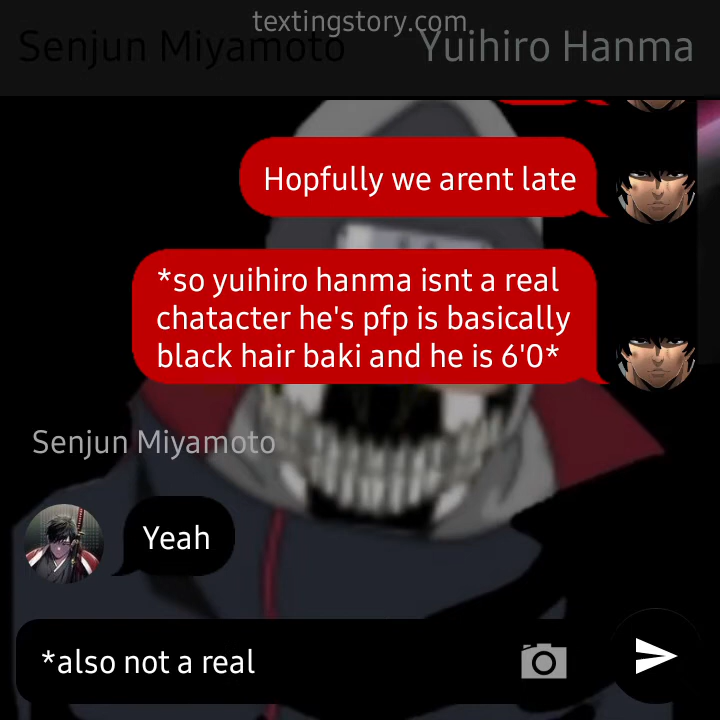 textingstory.com
Senjun Miyamoto
Yuihiro Hanma
Hopfully we arent late
*so yuihiro hanma isnt a real
chatacter he's pfp is basically
black hair baki and he is 6'0*
Senjun Miyamoto
Yeah
*also not a real